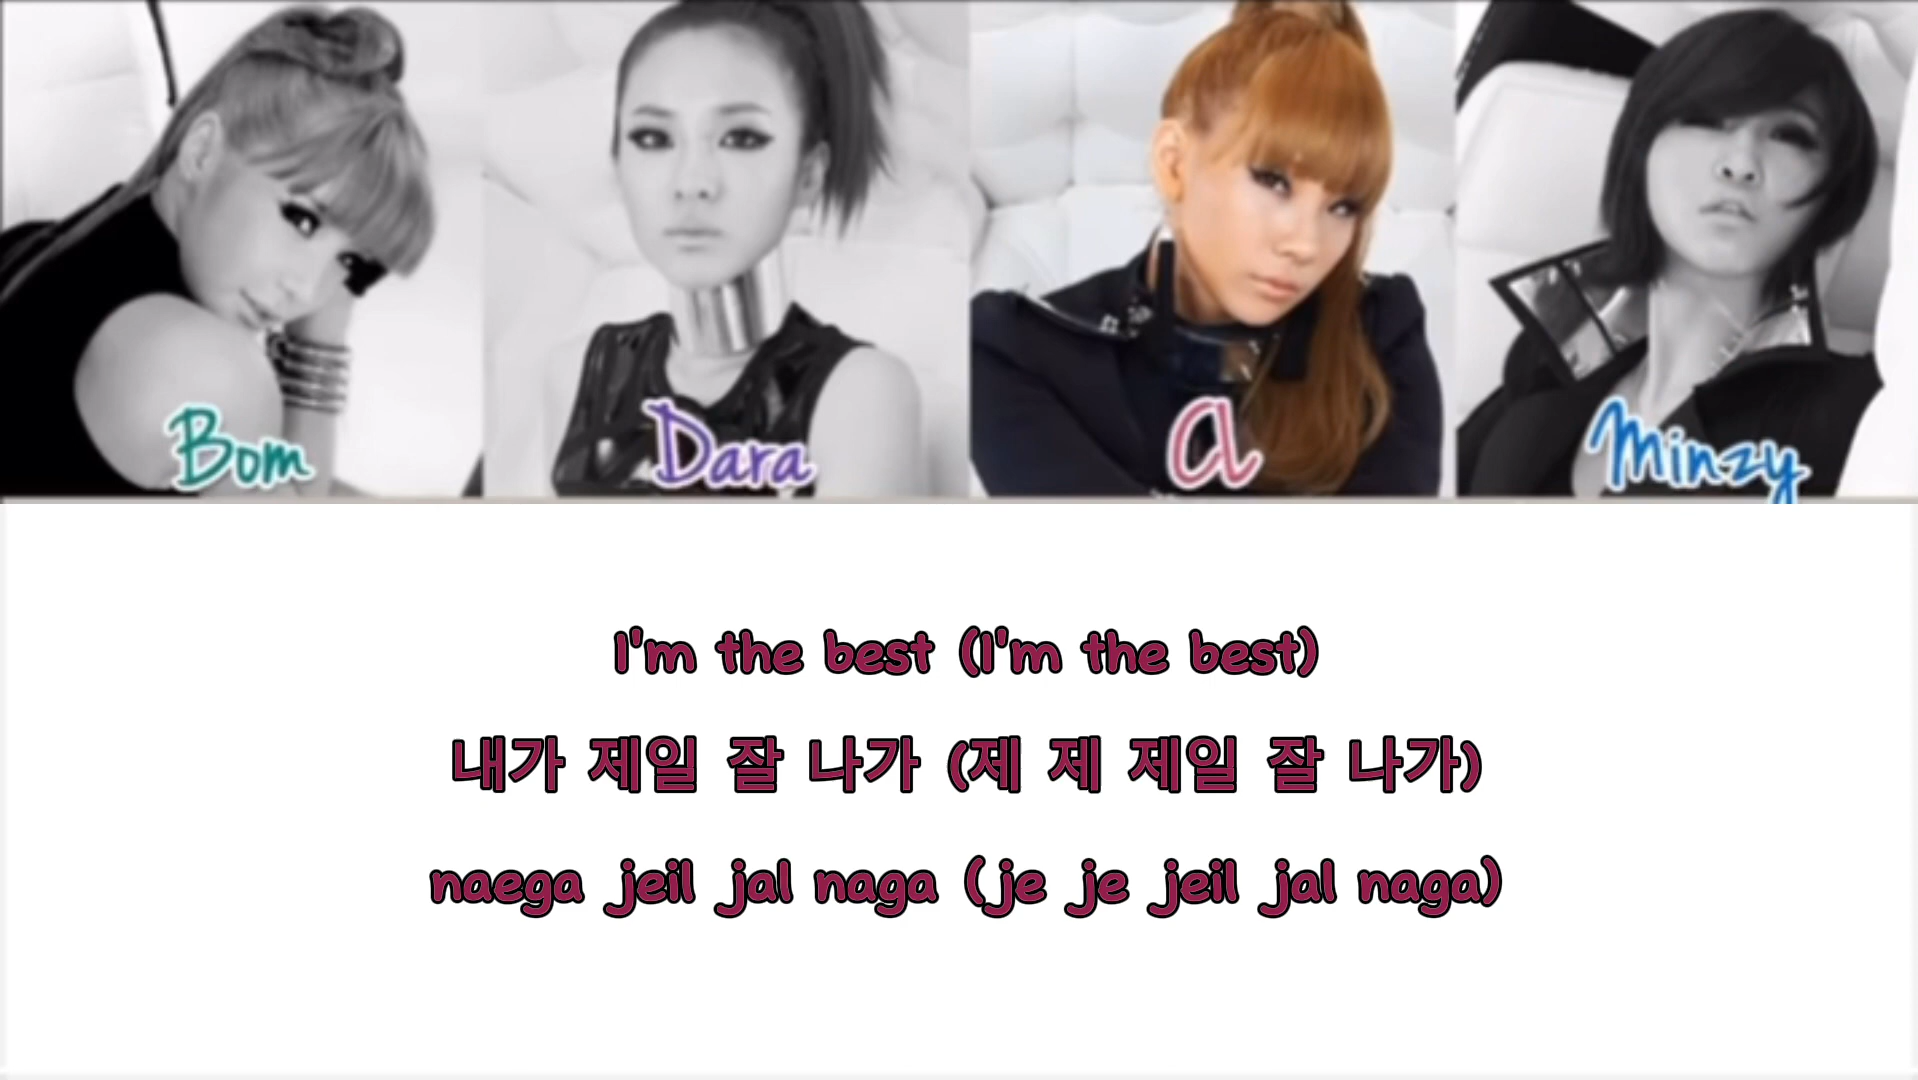 Bom
Dara
Cl
Minzy
I'm the best (I'm the best)
내가 제일 잘 나가 (제 제 제일 잘 나가)
naega jeil jal naga (je je jeil jal naga)